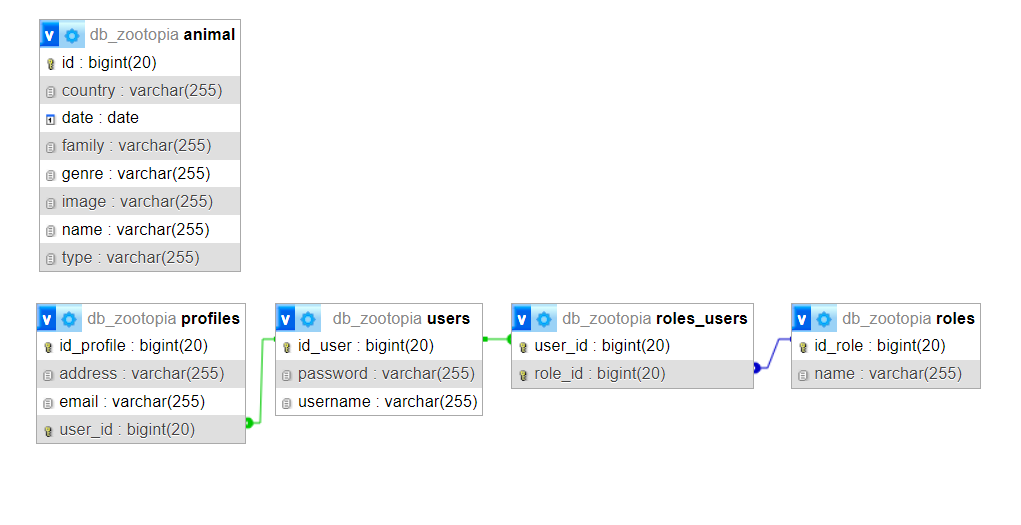 v db_zootopia animal
id : bigint(20)
country : varchar(255)
date : date
family : varchar(255)
genre : varchar(255)
image : varchar(255)
name : varchar(255)
type : varchar(255)
v db_zootopia profiles
id_profile : bigint(20)
address : varchar(255)
email : varchar(255)
user_id : bigint(20)
v db_zootopia users
id_user : bigint(20)
password : varchar(255)
username : varchar(255)
v db_zootopia roles_users
user_id : bigint(20)
role_id : bigint(20)
v db_zootopia roles
id_role : bigint(20)
name : varchar(255)